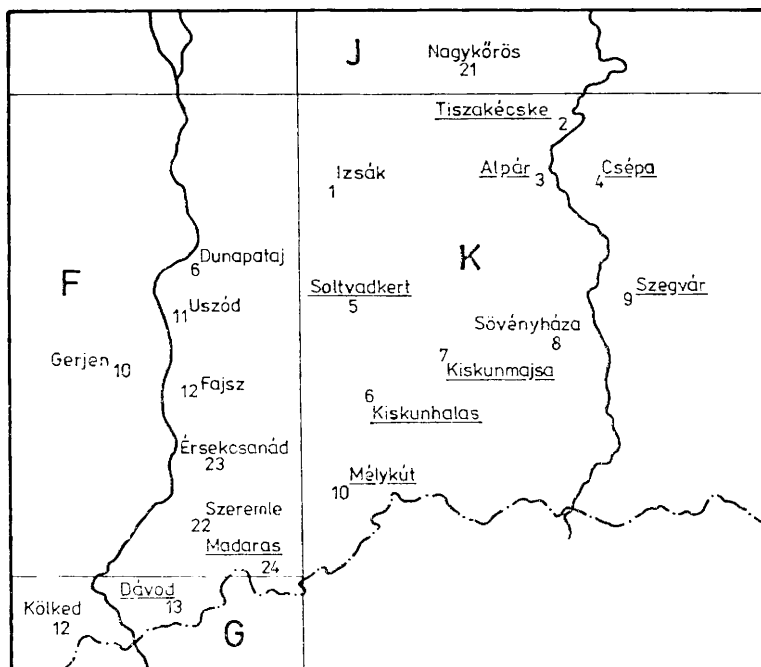 J
Nagykőrös
21
Tiszakécske
2
Izsák
1
Alpár 3
4 Csépa
K
F
6 Dunapataj
Soltvadkert
5
9 Szegvár
11 Uszód
Sövényháza
8
Gerjen 10
7
Kiskunmajsa
12 Fajsz
6
Kiskunhalas
Érsekcsanád
23
10 Mélykút
Szeremle
22
Madaras
24
Dávod
13
Kölked
12
G